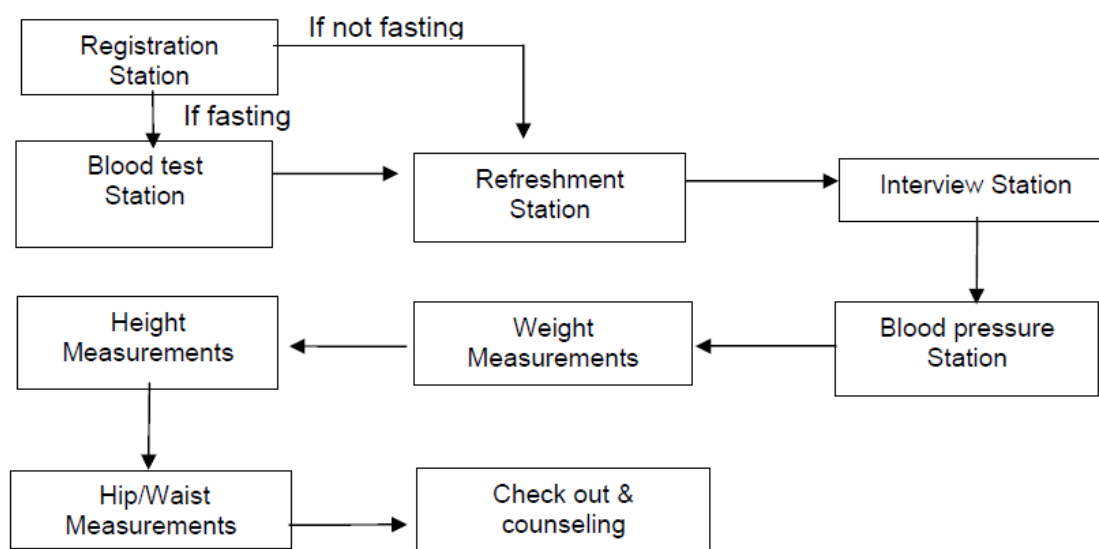 If not fasting
Registration
Station
If fasting
Blood test
Station
Refreshment
Station
Interview Station
Height
Measurements
Weight
Measurements
Blood pressure
Station
Hip/Waist
Measurements
Check out &
counseling